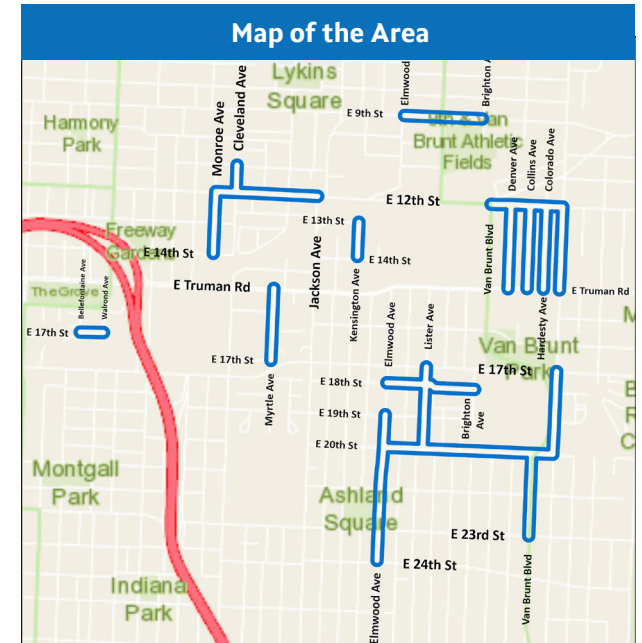 Map of the Area
Lykins
Square
Elmwood
Brighton A
Cleveland Ave
Monroe Ave
E 9th St
9th & Van
Brunt Athletic
Fields
Harmony
Park
Denver Ave
Collins Ave
Colorado Ave
E 12th St
E 13th St
Freeway
Gardens
E 14th St
E 14th St
Jackson Ave
Kensington Ave
Van Brunt Blvd
E Truman Rd
E Truman Rd
The Grove
Bellefontaine Ave
Walrond Ave
E 17th St
Elmwood Ave
Lister Ave
Hardesty Ave
Van Brunt
Park
E 17th St
E 17th St
Myrtle Ave
E 18th St
Brighton
Ave
E 19th St
E 20th St
Montgall
Park
Ashland
Square
E 23rd St
E 24th St
Van Brunt Blvd
Elmwood Ave
Indiana
Park